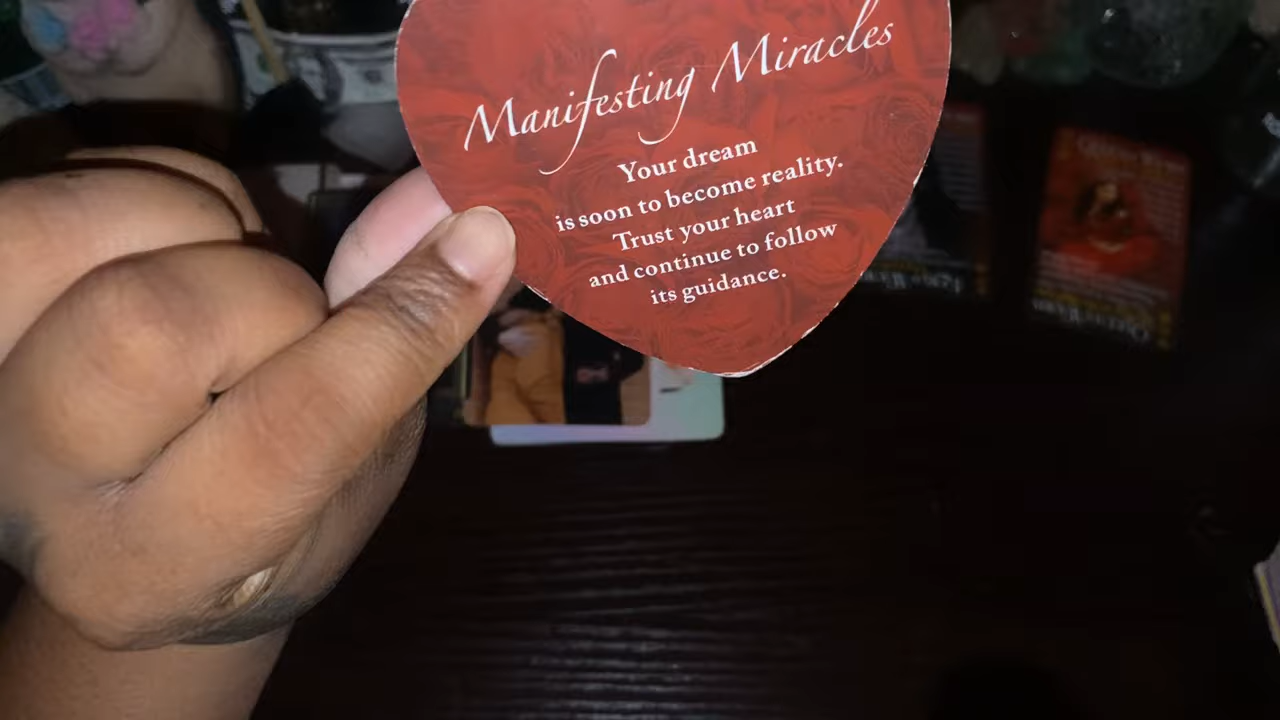 Manifesting Miracles
Your dream
is soon to become reality.
Trust your heart
and continue to follow
its guidance.